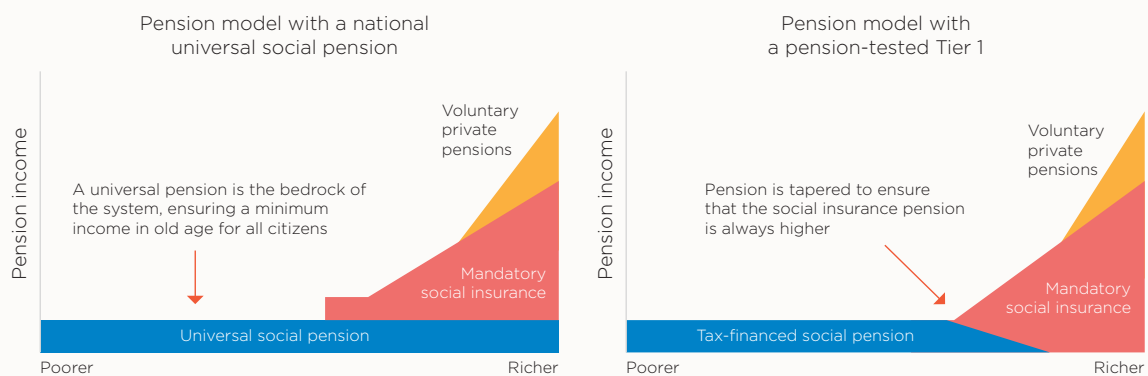 Pension model with a national
universal social pension
Pension income
Voluntary
private
pensions
A universal pension is the bedrock of
the system, ensuring a minimum
income in old age for all citizens
Mandatory
social insurance
Universal social pension
Poorer
Richer
Pension model with
a pension-tested Tier 1
Pension income
Voluntary
private
pensions
Pension is tapered to ensure
that the social insurance pension
is always higher
Mandatory
social insurance
Tax-financed social pension
Poorer
Richer